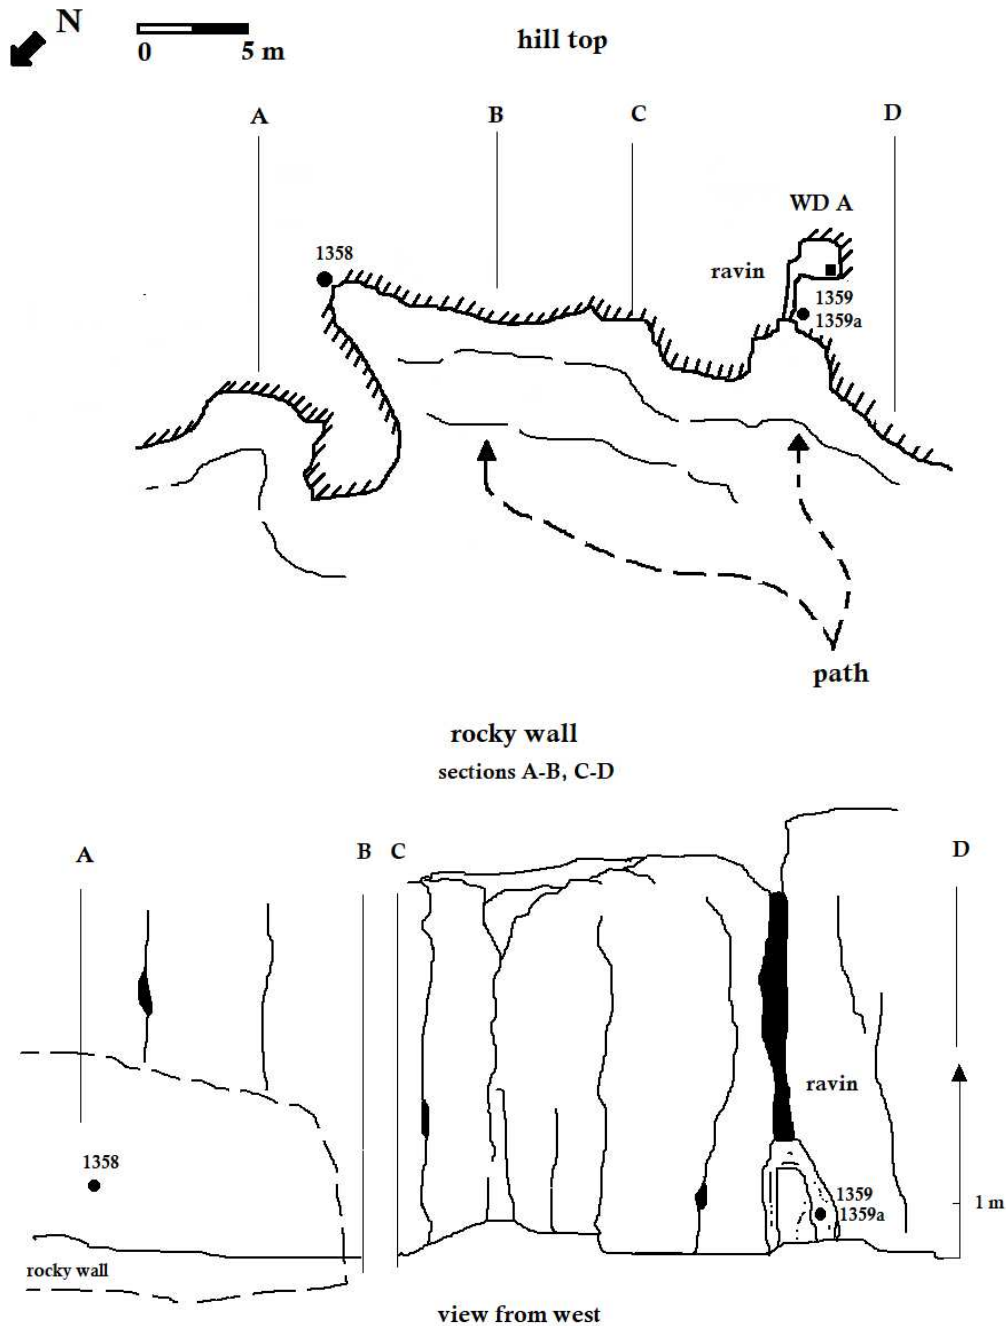 N
0 5 m
hill top
A B C D
WD A
1358
ravin
1359
1359a
path
rocky wall
sections A-B, C-D
A B C D
ravin
1358
1359
1359a
1 m
rocky wall
view from west